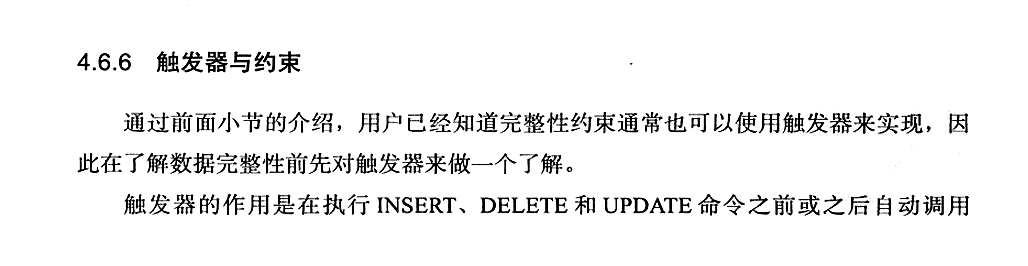 4.6.6 触发器与约束
通过前面小节的介绍，用户已经知道完整性约束通常也可以使用触发器来实现，因
此在了解数据完整性前先对触发器来做一个了解。
触发器的作用是在执行 INSERT、DELETE 和 UPDATE 命令之前或之后自动调用